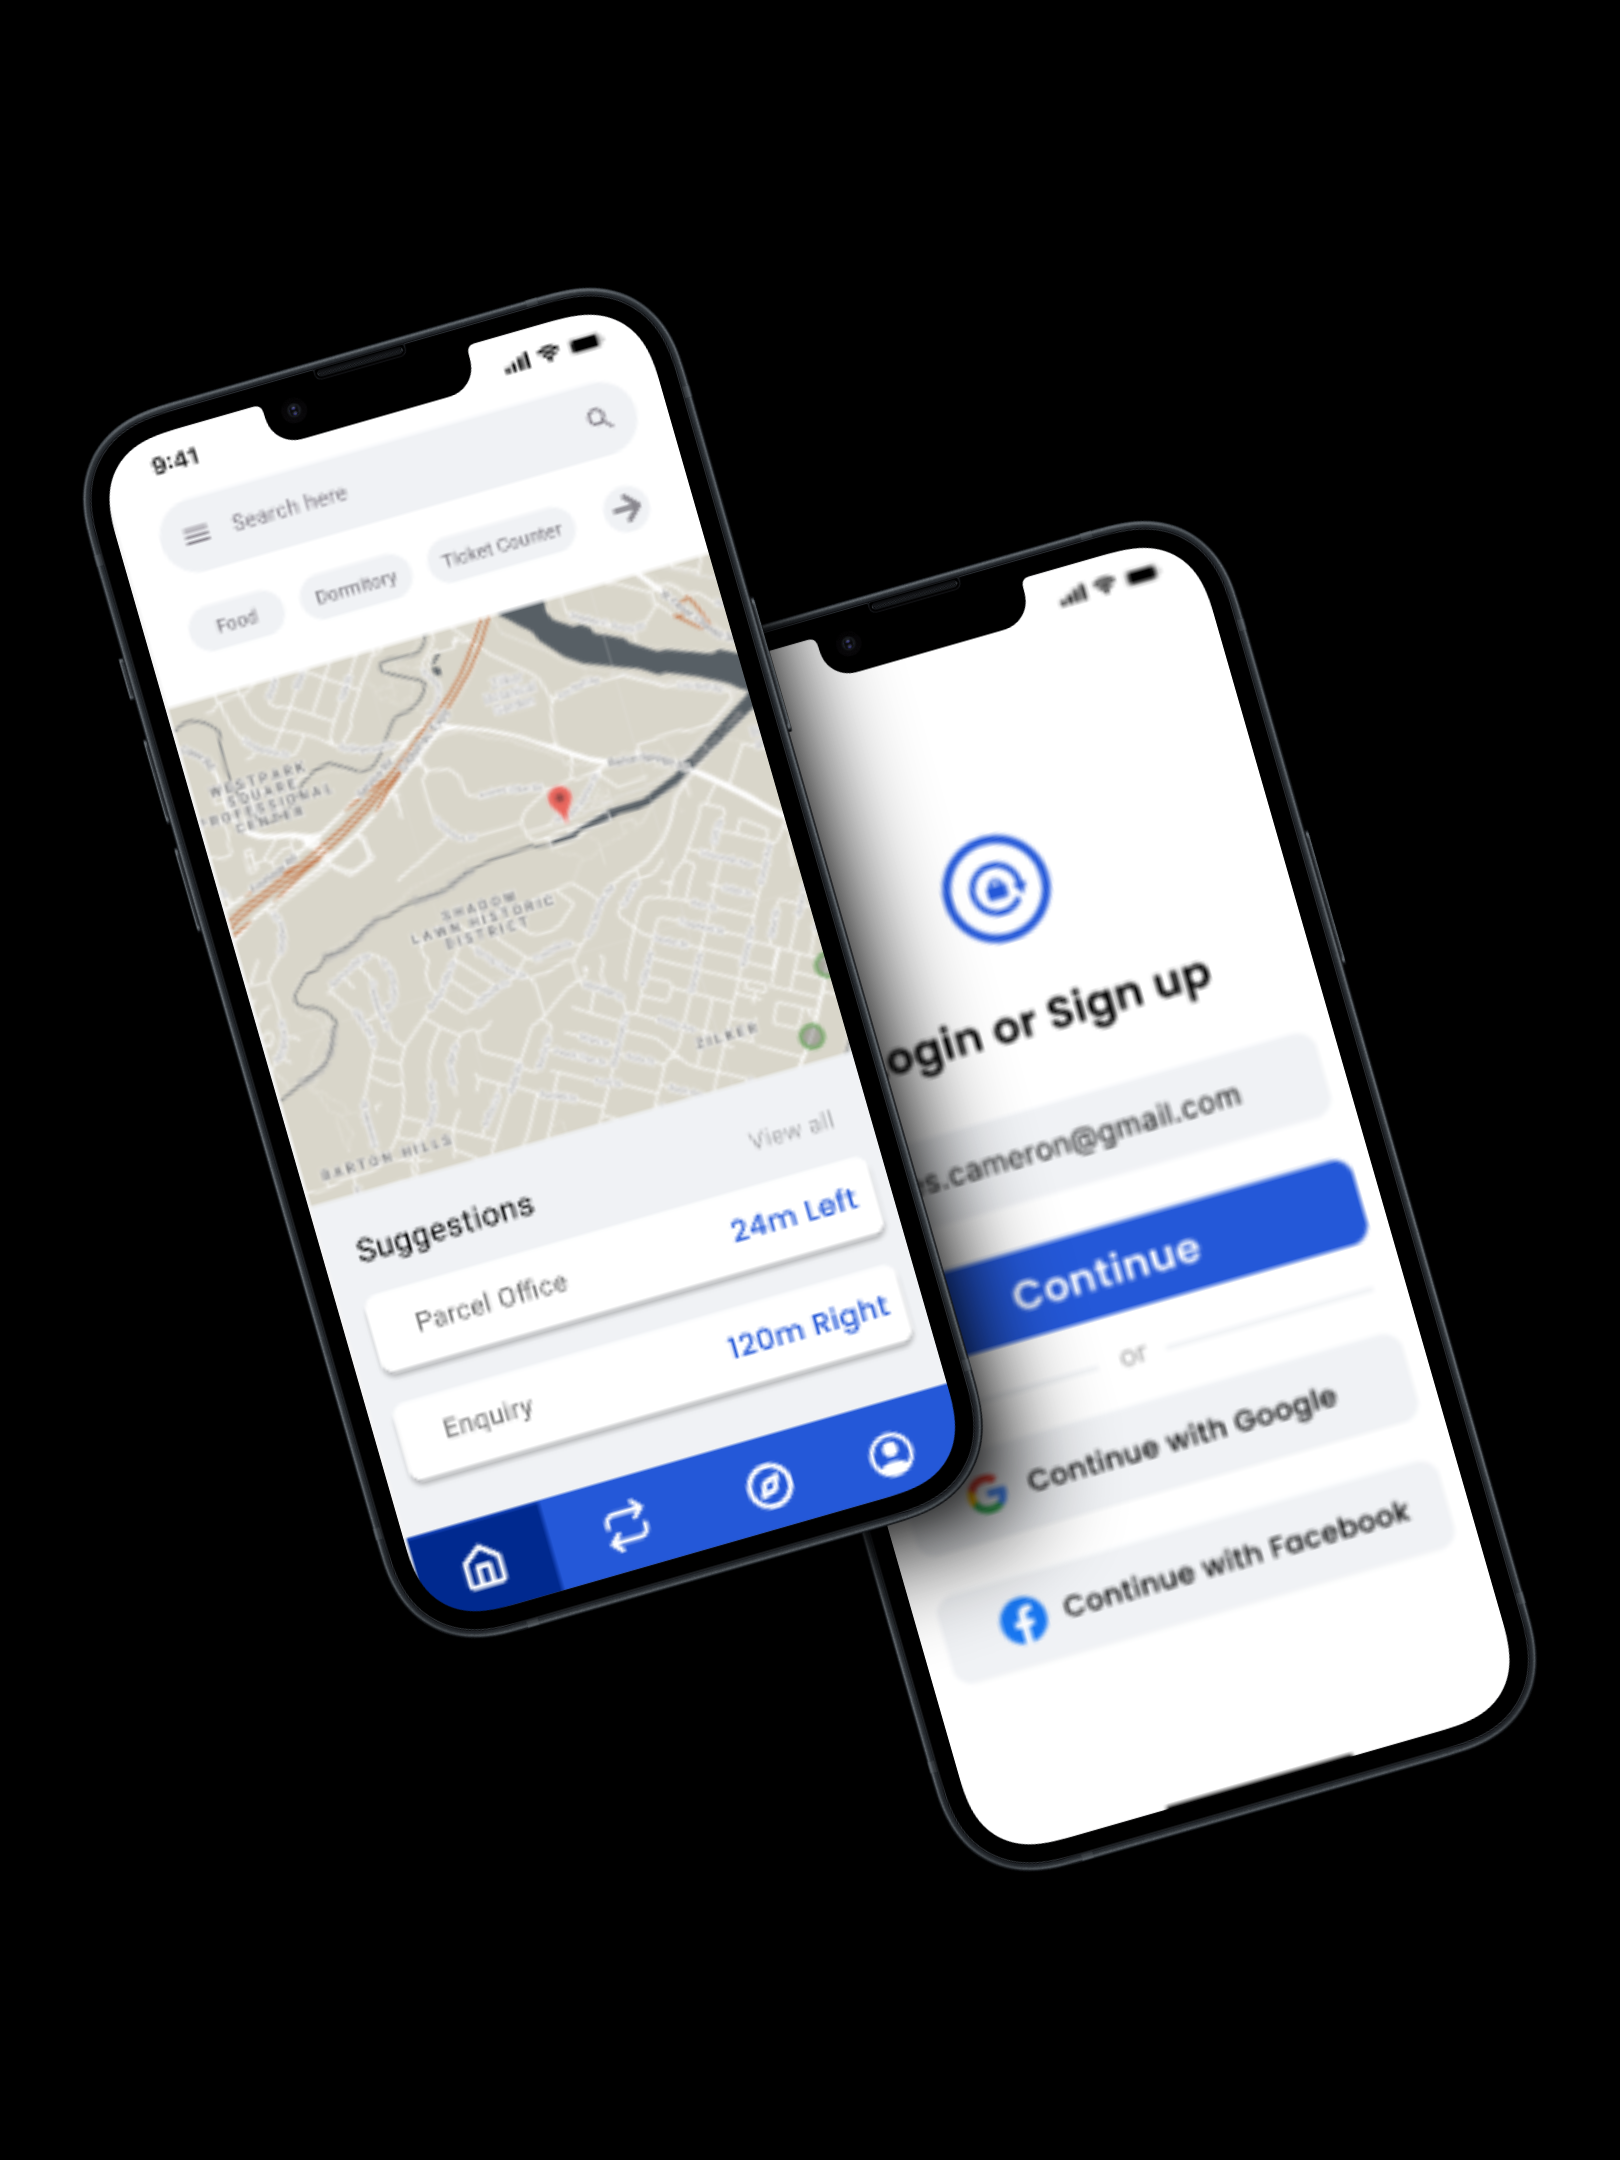 9:41
Search here
Food
Dormitory
Ticket Counter
WESTPARK
SQUARE
PROFESSIONAL
CENTER
SHADOW
LAWN HISTORIC
DISTRICT
ZILKER
BARTON HILLS
Suggestions
View all
Parcel Office
24m Left
Enquiry
120m Right
ogin or Sign up
es.cameron@gmail.com
Continue
or
Continue with Google
Continue with Facebook